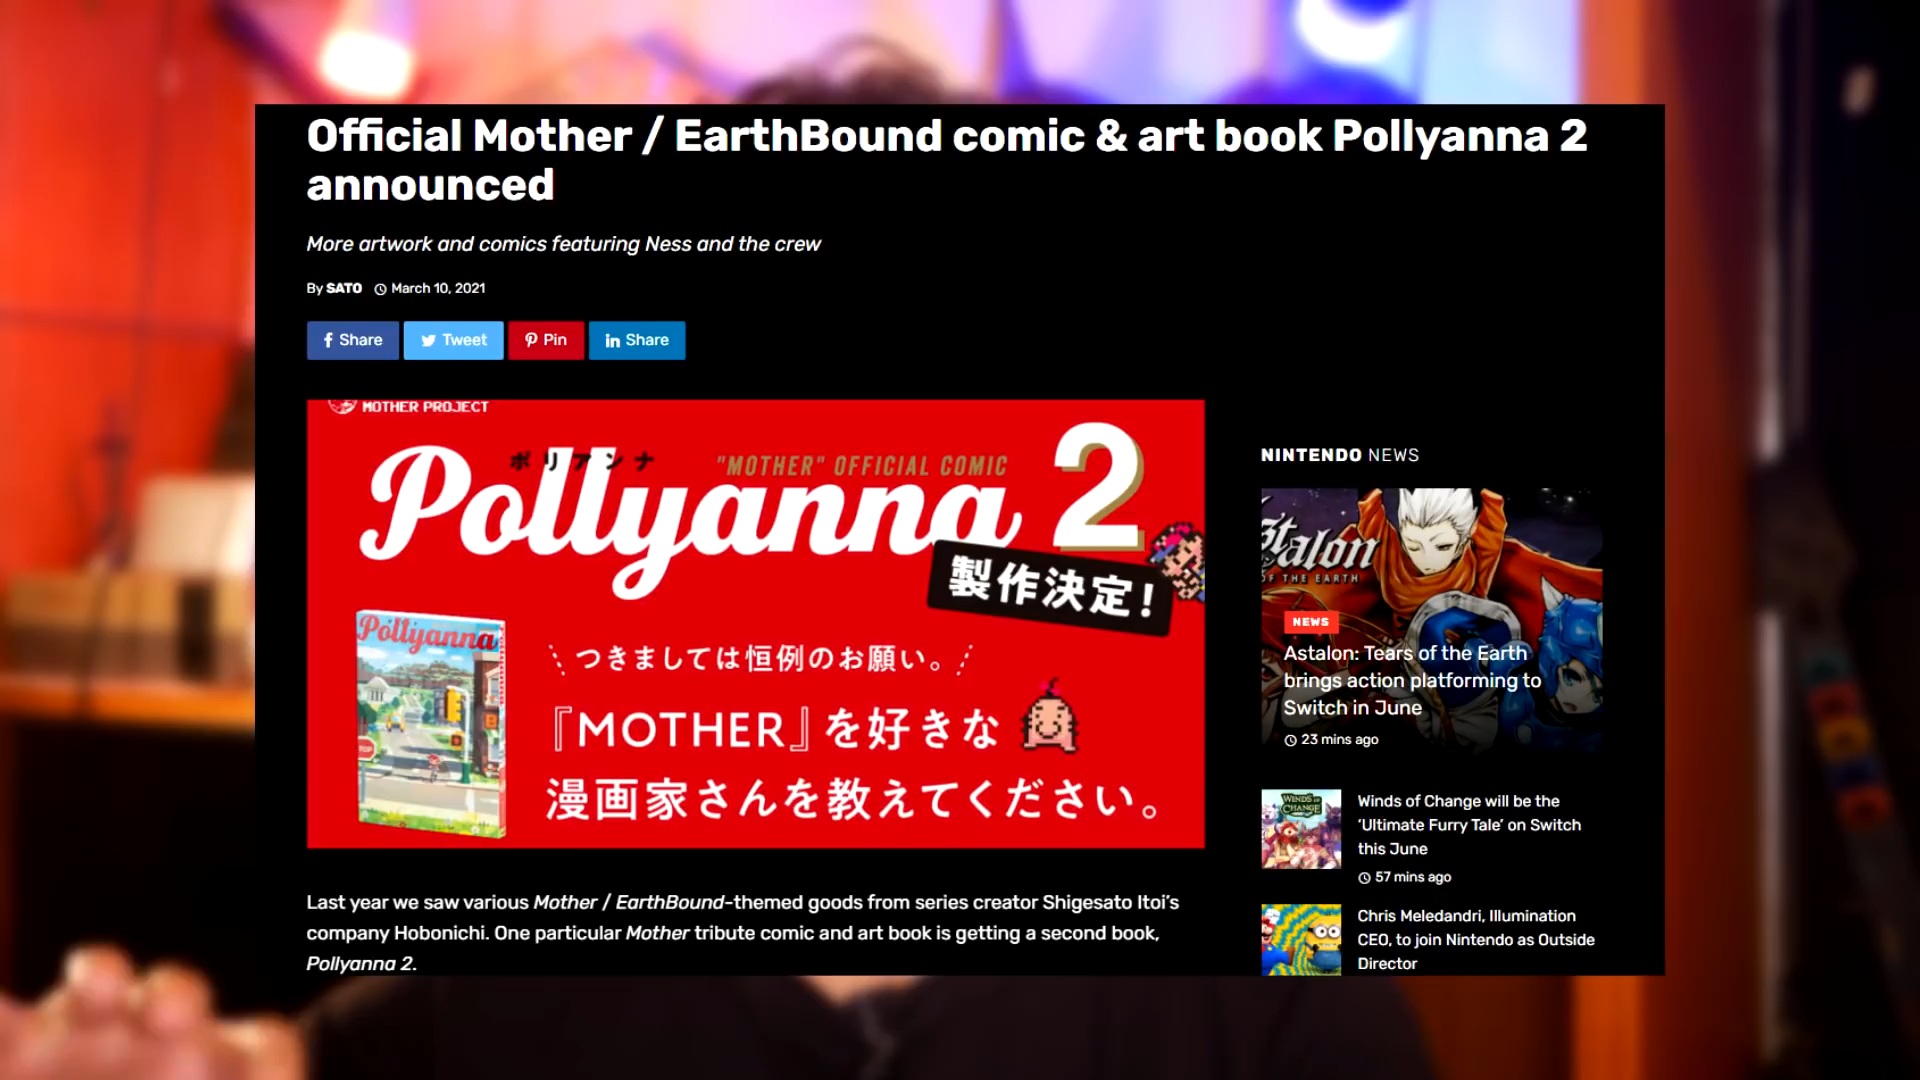 Official Mother / EarthBound comic & art book Pollyanna 2
announced
More artwork and comics featuring Ness and the crew
By SATO March 10, 2021
Share Tweet Pin Share
MOTHER PROJECT
ポリアンナ "MOTHER" OFFICIAL COMIC
Pollyanna 2
製作決定!
つきましては恒例のお願い。
『MOTHER』を好きな
漫画家さんを教えてください。
Pollyanna
STOP
NINTENDO NEWS
stalon
OF THE EARTH
NEWS
Astalon: Tears of the Earth
brings action platforming to
Switch in June
23 mins ago
WINDS OF
CHANGE
Winds of Change will be the
‘Ultimate Furry Tale’ on Switch
this June
57 mins ago
Chris Meledandri, Illumination
CEO, to join Nintendo as Outside
Director
Last year we saw various Mother / EarthBound-themed goods from series creator Shigesato Itoi’s
company Hobonichi. One particular Mother tribute comic and art book is getting a second book,
Pollyanna 2.